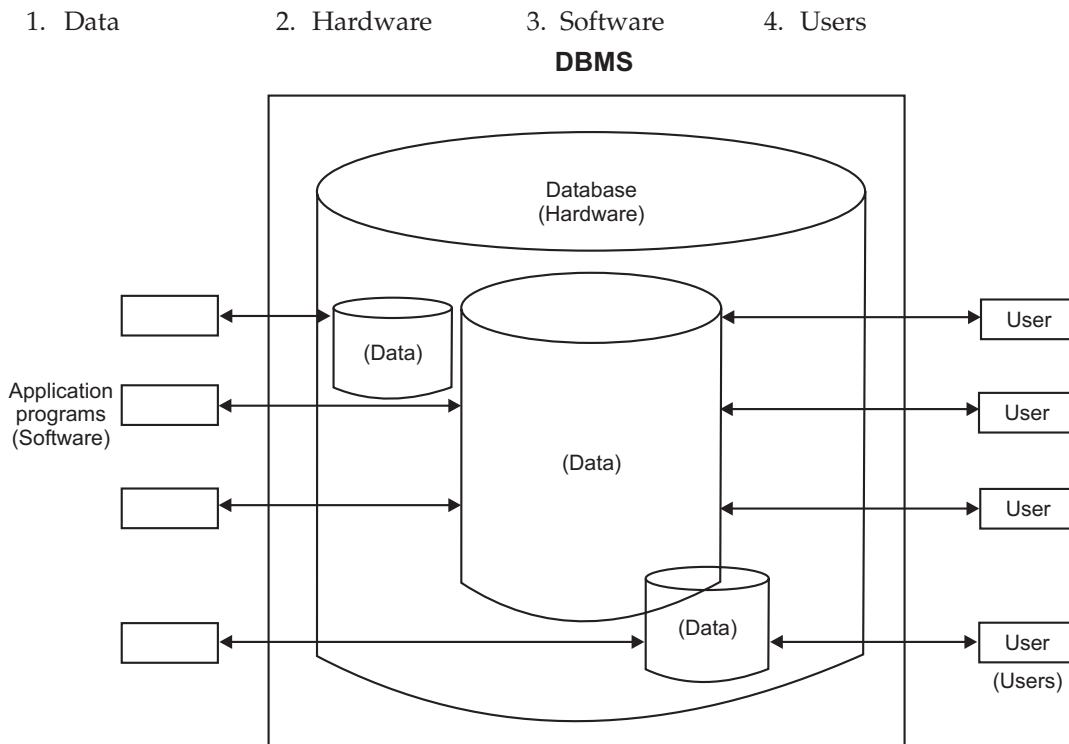 1. Data 2. Hardware 3. Software 4. Users
DBMS
Database
(Hardware)
User
(Data)
Application
programs
(Software)
User
(Data)
User
(Data)
User
(Users)